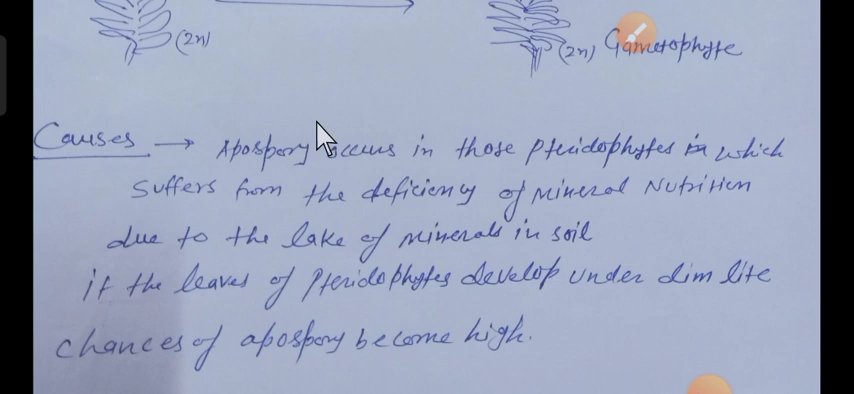 (2n)
(2n) Gametophyte
Causes → Apospory occurs in those Pteridophytes in which
Suffers from the deficiency of Mineral Nutrition
due to the lake of minerals in soil
if the leaves of Pteridophytes develop under dim lite
chances of apospory become high.